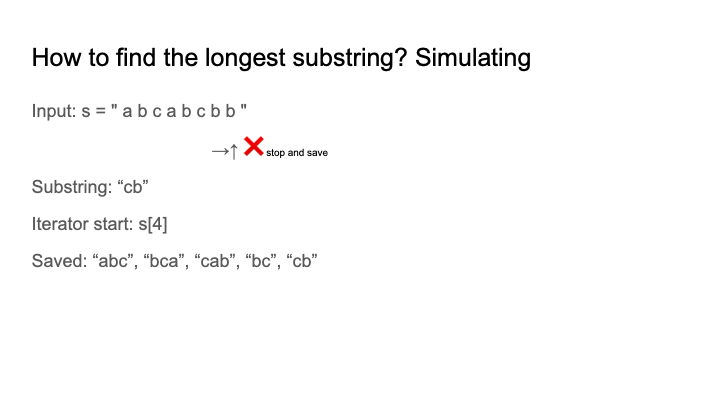 How to find the longest substring? Simulating
Input: s = " a b c a b c b b "
→↑ ❌ stop and save
Substring: “cb”
Iterator start: s[4]
Saved: “abc”, “bca”, “cab”, “bc”, “cb”